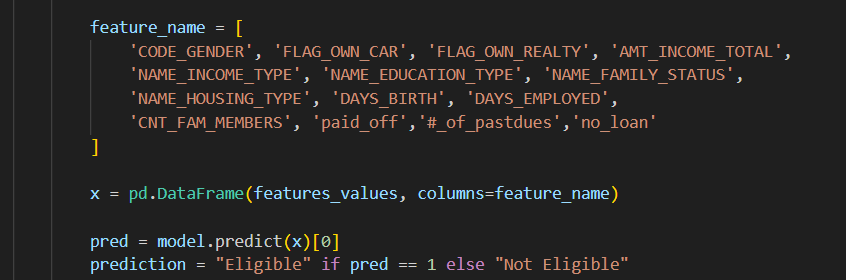 feature_name = [
'CODE_GENDER', 'FLAG_OWN_CAR', 'FLAG_OWN_REALTY', 'AMT_INCOME_TOTAL',
'NAME_INCOME_TYPE', 'NAME_EDUCATION_TYPE', 'NAME_FAMILY_STATUS',
'NAME_HOUSING_TYPE', 'DAYS_BIRTH', 'DAYS_EMPLOYED',
'CNT_FAM_MEMBERS', 'paid_off','#_of_pastdues','no_loan'
]
x = pd.DataFrame(features_values, columns=feature_name)
pred = model.predict(x)[0]
prediction = "Eligible" if pred == 1 else "Not Eligible"